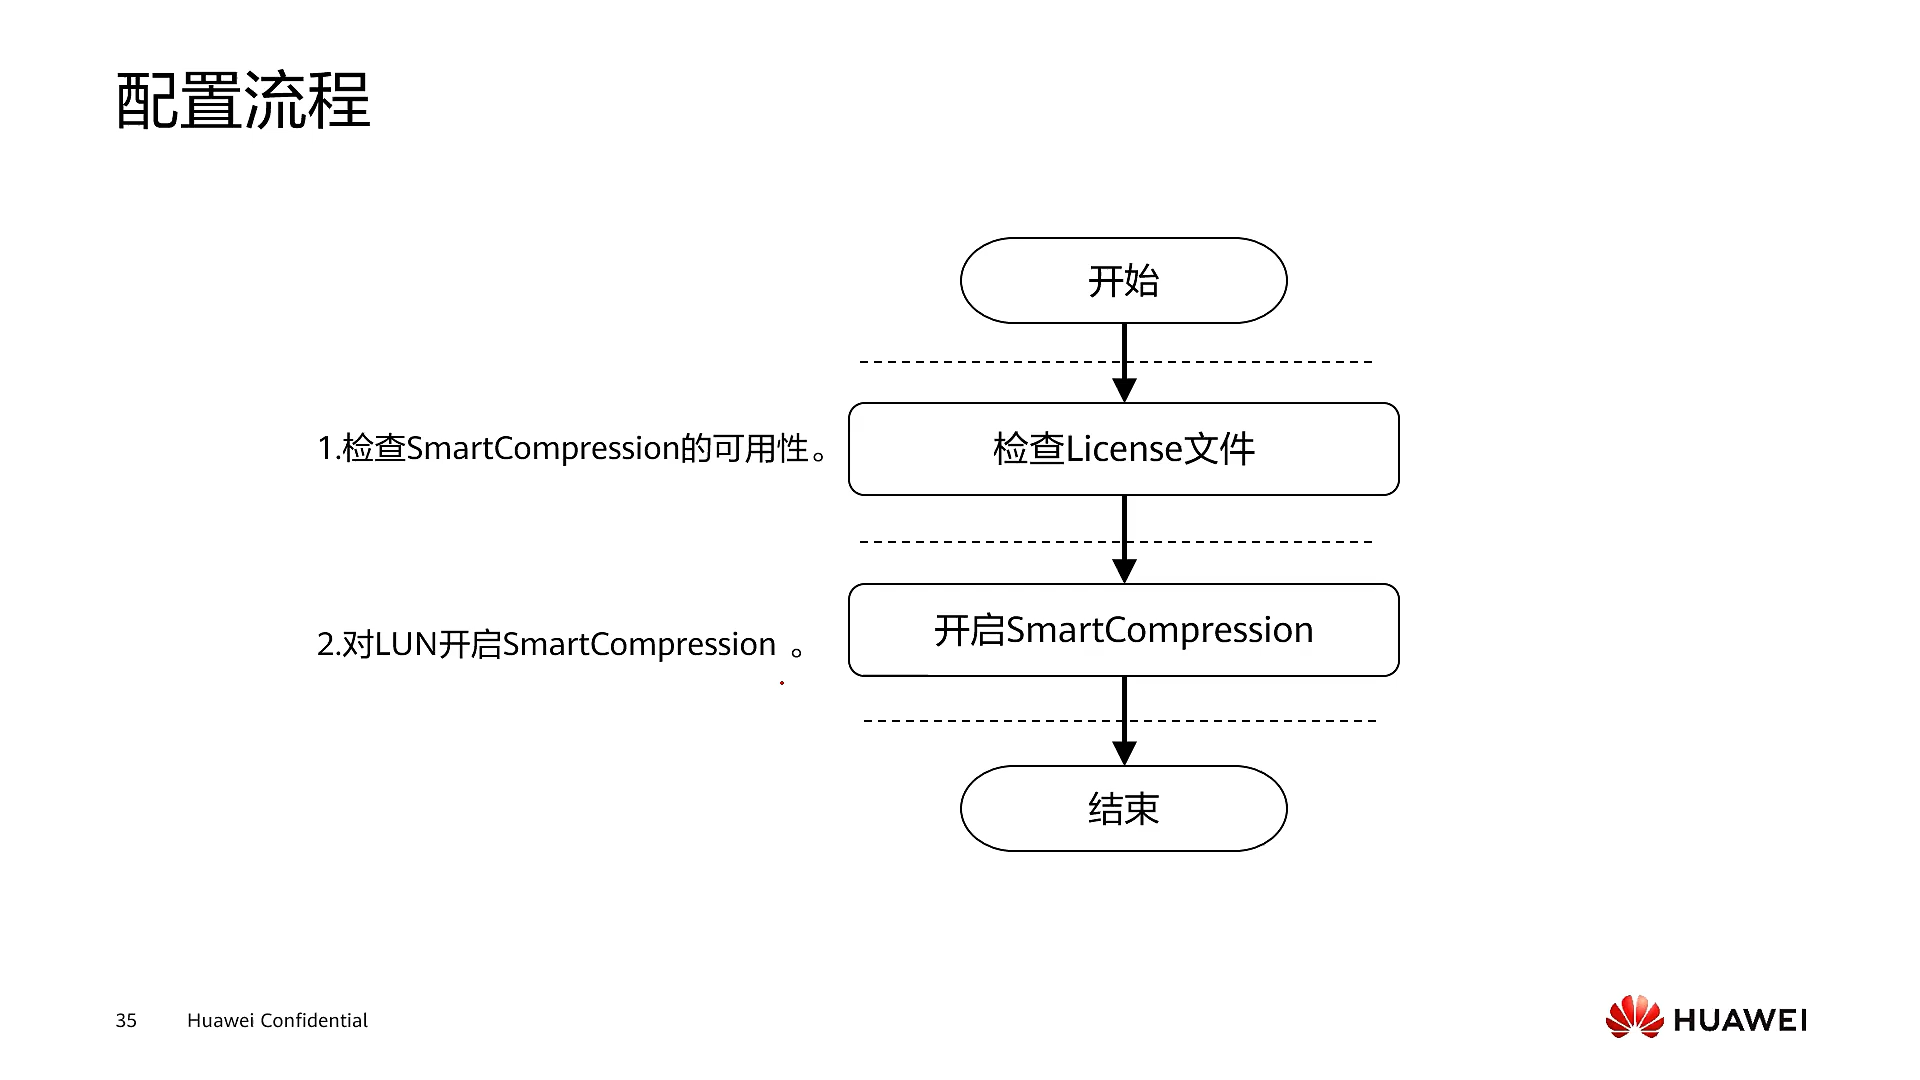 配置流程
开始
1.检查SmartCompression的可用性。
检查License文件
2.对LUN开启SmartCompression 。
开启SmartCompression
结束
35
Huawei Confidential
HUAWEI